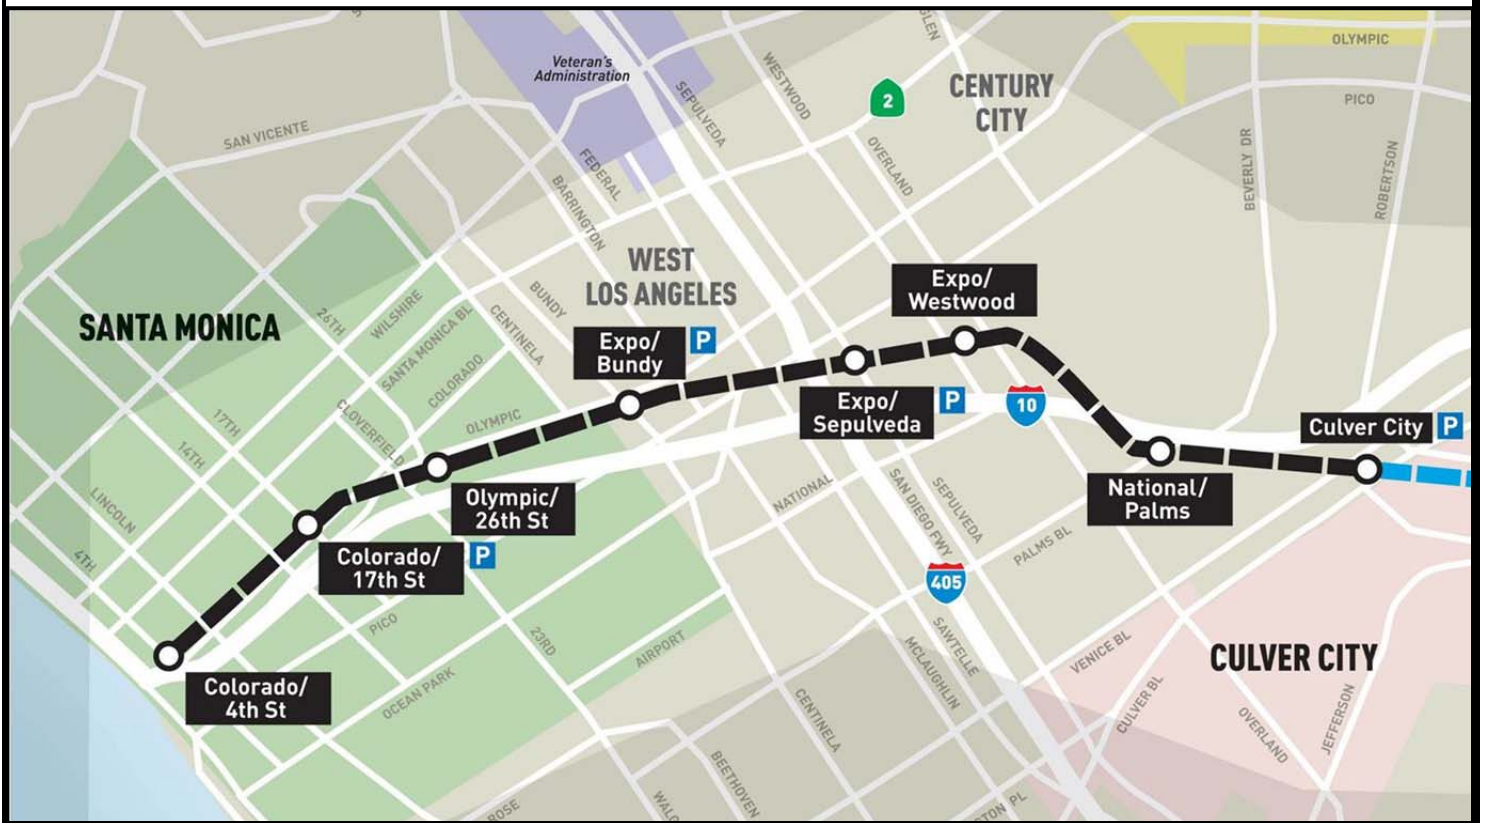 OLYMPIC
GLEN
Veteran's
Administration
WESTWOOD
SEPULVEDA
2
CENTURY
CITY
PICO
SAN VICENTE
FEDERAL
OVERLAND
BEVERLY DR
ROBERTSON
BARRINGTON
WEST
LOS ANGELES
Expo/
Westwood
SANTA MONICA
26TH
WILSHIRE
SANTA MONICA BL
COLORADO
BUNDY
CENTINELA
Expo/
Bundy
P
Expo/
Sepulveda
P
10
Culver City
P
17TH
14TH
CLOVERFIELD
OLYMPIC
LINCOLN
4TH
Olympic/
26th St
NATIONAL
SAN DIEGO FWY
SEPULVEDA
National/
Palms
Colorado/
17th St
P
PALMS BL
405
PICO
23RD
AIRPORT
OCEAN PARK
Colorado/
4th St
MCLAUGHLIN
SAWTELLE
VENICE BL
CULVER CITY
CENTINELA
CULVER BL
OVERLAND
JEFFERSON
BEETHOVEN
ROSE